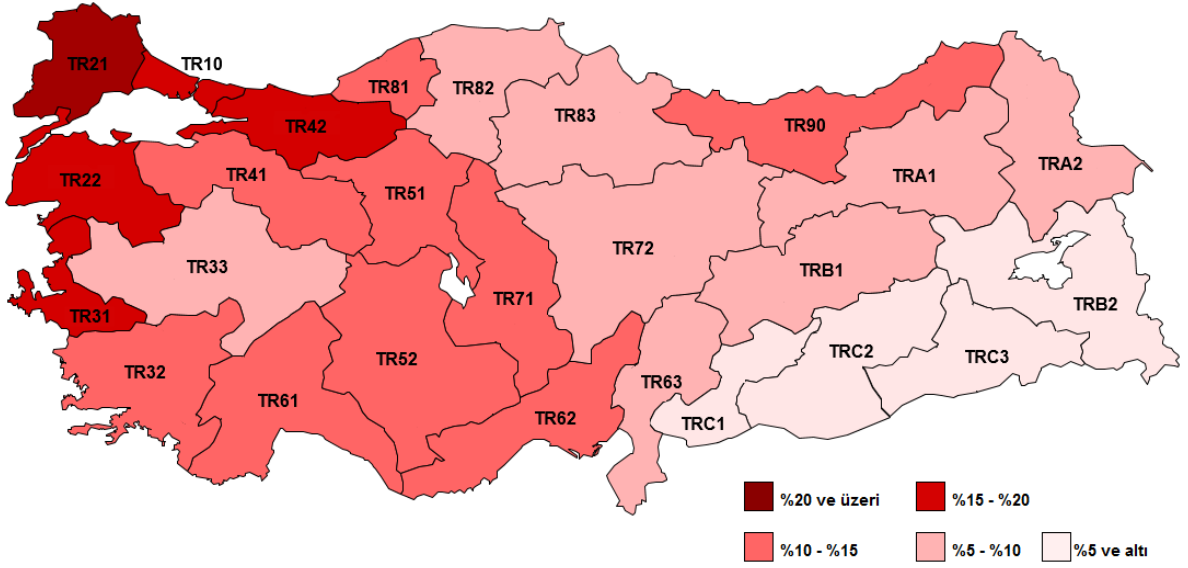 TR21
TR10
TR81
TR82
TR83
TR42
TR90
TR22
TR41
TR51
TRA1
TRA2
TR33
TR72
TRB1
TR71
TRB2
TR31
TR52
TRC2
TRC3
TR32
TR63
TR61
TR62
TRC1
%20 ve üzeri
%15 - %20
%10 - %15
%5 - %10
%5 ve altı